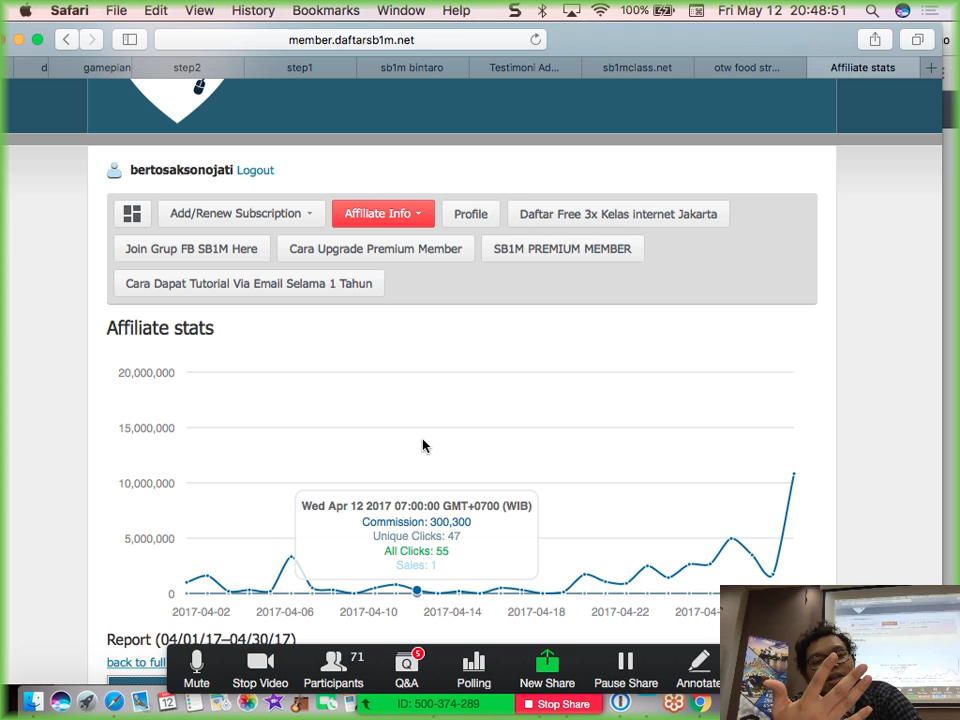 Safari File Edit View History Bookmarks Window Help 100% Fri May 12 20:48:51
member.daftarsb1m.net
d gameplan step2 step1 sb1m bintaro Testimoni Ad... sb1mclass.net otw food str... Affiliate stats
bertosaksonojati Logout
Add/Renew Subscription Affiliate Info Profile Daftar Free 3x Kelas internet Jakarta
Join Grup FB SB1M Here Cara Upgrade Premium Member SB1M PREMIUM MEMBER
Cara Dapat Tutorial Via Email Selama 1 Tahun
Affiliate stats
20,000,000
15,000,000
10,000,000
5,000,000
0
Wed Apr 12 2017 07:00:00 GMT+0700 (WIB)
Commission: 300,300
Unique Clicks: 47
All Clicks: 55
Sales: 1
2017-04-02 2017-04-06 2017-04-10 2017-04-14 2017-04-18 2017-04-22 2017-04-
Report (04/01/17–04/30/17)
back to full
71 5
Mute Stop Video Participants Q&A Polling New Share Pause Share Annotate
12 ID: 500-374-289 Stop Share